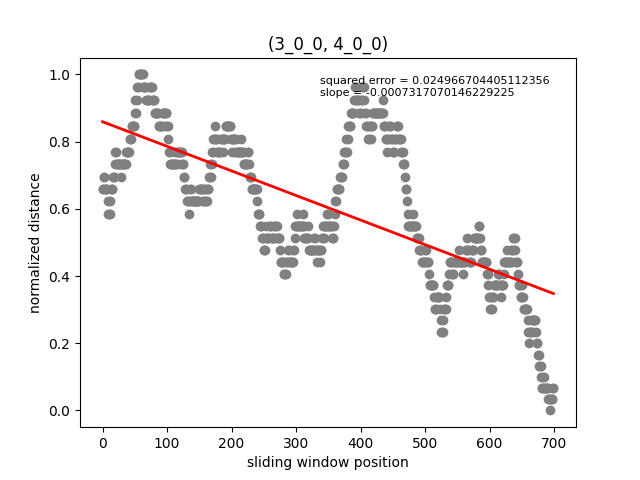 (3_0_0, 4_0_0)
squared error = 0.024966704405112356
slope = -0.0007317070146229225
normalized distance
1.0
0.8
0.6
0.4
0.2
0.0
0 100 200 300 400 500 600 700
sliding window position